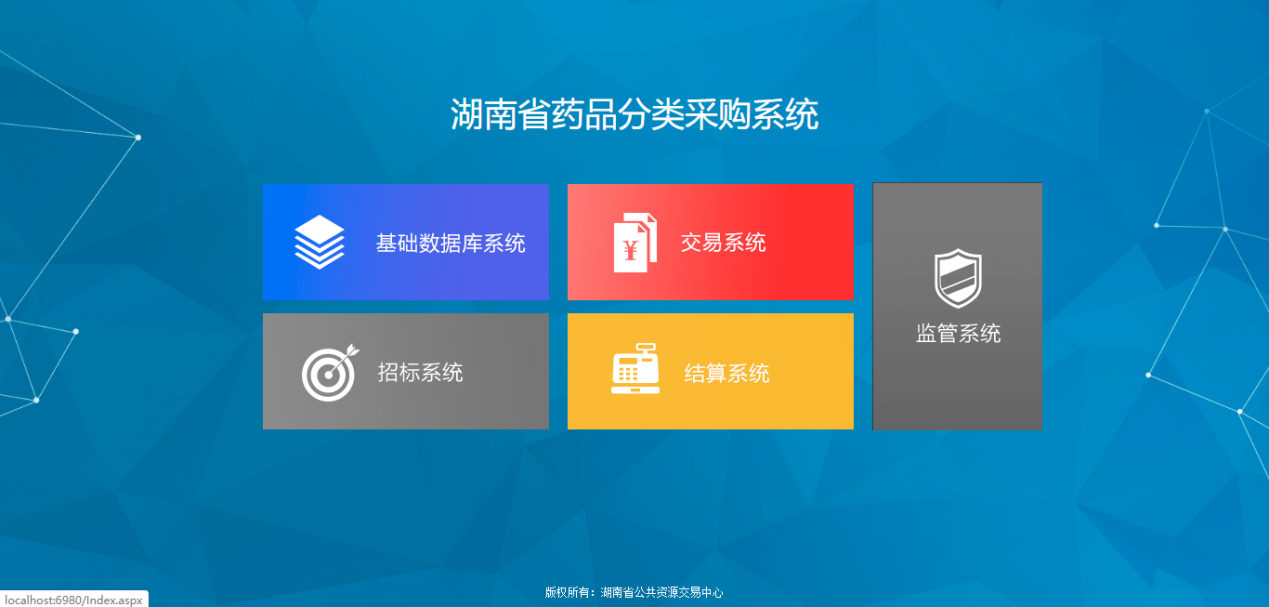 湖南省药品分类采购系统
基础数据库系统
¥
交易系统
监管系统
招标系统
结算系统
版权所有：湖南省公共资源交易中心
localhost:6980/Index.aspx